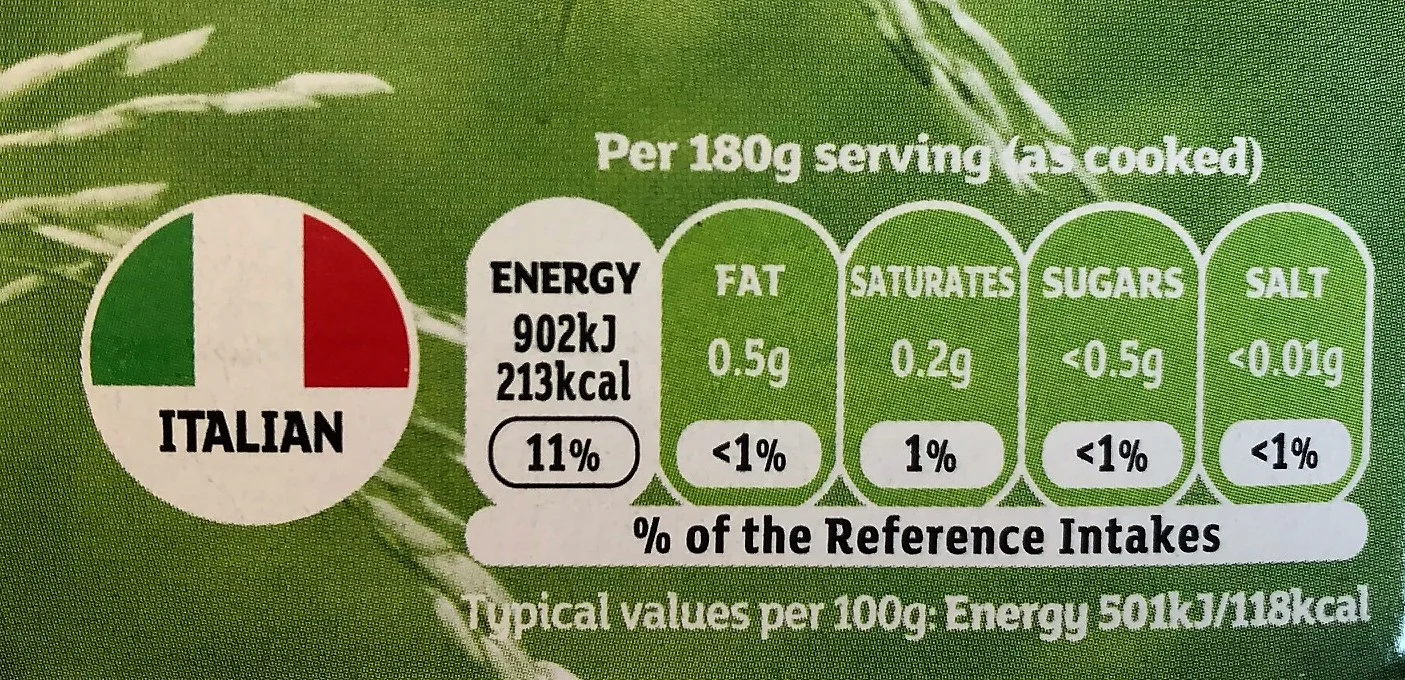 Per 180g serving (as cooked)
ENERGY FAT SATURATES SUGARS SALT
902kJ
213kcal 0.5g 0.2g <0.5g <0.01g
11% <1% 1% <1% <1%
% of the Reference Intakes
Typical values per 100g: Energy 501kJ/118kcal
ITALIAN